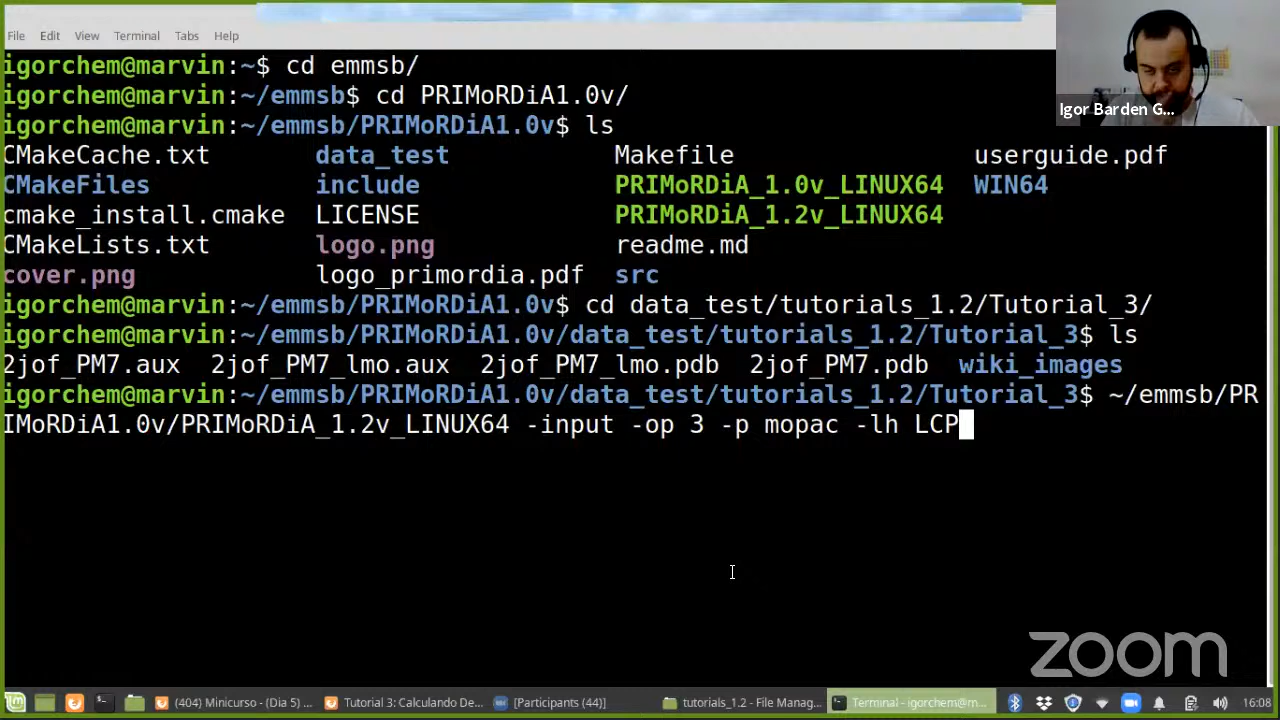 File Edit View Terminal Tabs Help
igorchem@marvin:~$ cd emmsb/
igorchem@marvin:~/emmsb$ cd PRIMoRDiA1.0v/
igorchem@marvin:~/emmsb/PRIMoRDiA1.0v$ ls
CMakeCache.txt data_test Makefile userguide.pdf
CMakeFiles include PRIMoRDiA_1.0v_LINUX64 WIN64
cmake_install.cmake LICENSE PRIMoRDiA_1.2v_LINUX64
CMakeLists.txt logo.png readme.md
cover.png logo_primordia.pdf src
igorchem@marvin:~/emmsb/PRIMoRDiA1.0v$ cd data_test/tutorials_1.2/Tutorial_3/
igorchem@marvin:~/emmsb/PRIMoRDiA1.0v/data_test/tutorials_1.2/Tutorial_3$ ls
2jof_PM7.aux 2jof_PM7_lmo.aux 2jof_PM7_lmo.pdb 2jof_PM7.pdb wiki_images
igorchem@marvin:~/emmsb/PRIMoRDiA1.0v/data_test/tutorials_1.2/Tutorial_3$ ~/emmsb/PR
IMoRDiA1.0v/PRIMoRDiA_1.2v_LINUX64 -input -op 3 -p mopac -lh LCP
Igor Barden G...
zoom
(404) Minicurso - (Dia 5) ... Tutorial 3: Calculando De... [Participants (44)] tutorials_1.2 - File Manag... Terminal - igorchem@m... 16:08